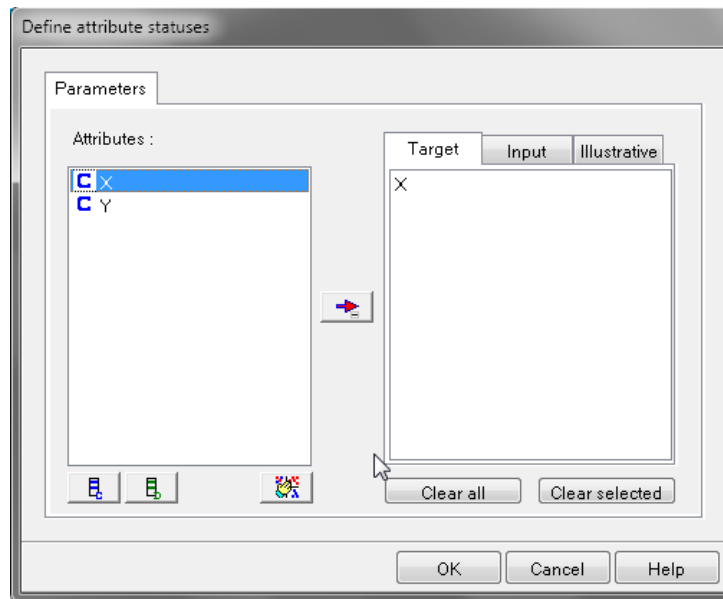 Define attribute statuses
Parameters
Attributes :
C X
C Y
Target
Input
Illustrative
X
Clear all
Clear selected
OK
Cancel
Help